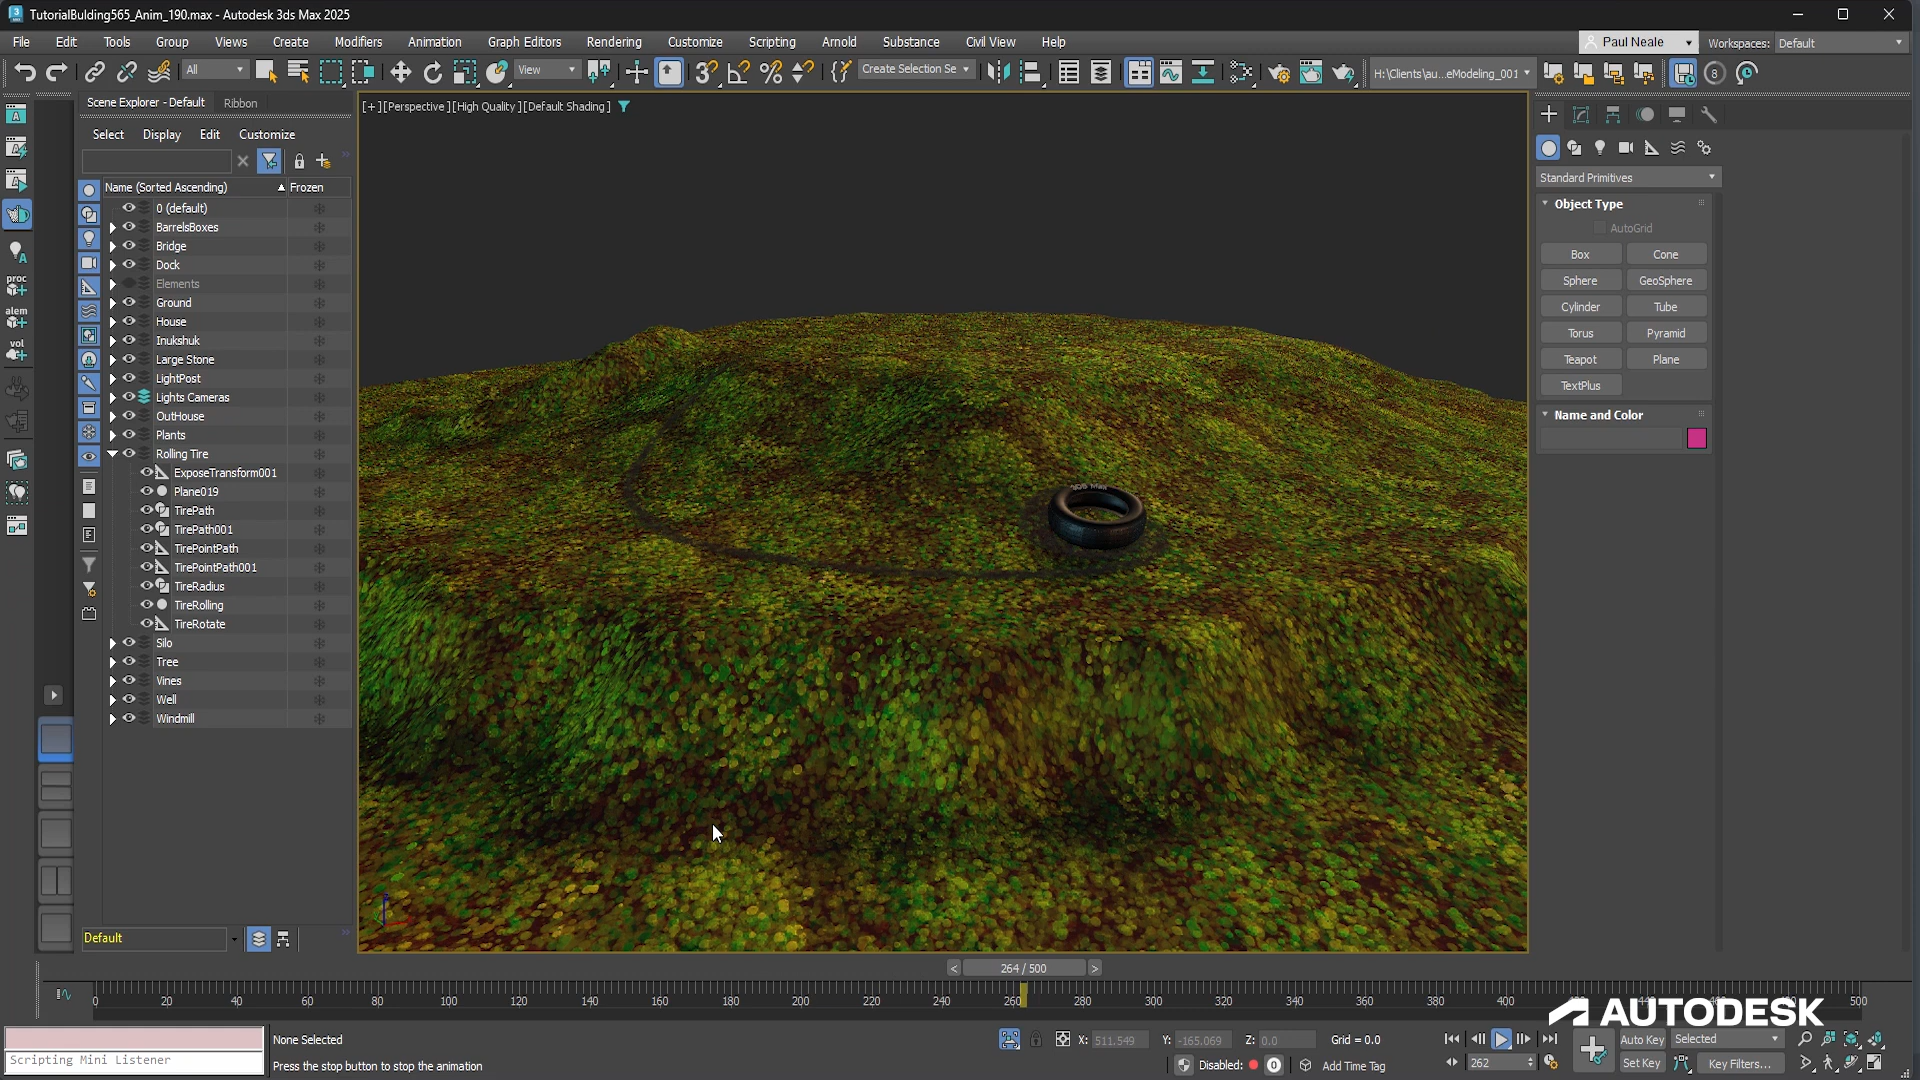 TutorialBulding565_Anim_190.max - Autodesk 3ds Max 2025
File Edit Tools Group Views Create Modifiers Animation Graph Editors Rendering Customize Scripting Arnold Substance Civil View Help
Paul Neale Workspaces: Default
All View Create Selection Se H:\Clients\au...eModeling_001 8
Scene Explorer - Default Ribbon
Select Display Edit Customize
Name (Sorted Ascending) Frozen
0 (default)
BarrelsBoxes
Bridge
Dock
Elements
Ground
House
Inukshuk
Large Stone
LightPost
Lights Cameras
OutHouse
Plants
Rolling Tire
ExposeTransform001
Plane019
TirePath
TirePath001
TirePointPath
TirePointPath001
TireRadius
TireRolling
TireRotate
Silo
Tree
Vines
Well
Windmill
Default
proc
alem
vol
[+][Perspective][High Quality][Default Shading]
3DS Max
Standard Primitives
Object Type
AutoGrid
Box Cone
Sphere GeoSphere
Cylinder Tube
Torus Pyramid
Teapot Plane
TextPlus
Name and Color
< 264 / 500 >
0 20 40 60 80 100 120 140 160 180 200 220 240 260 280 300 320 340 360 380 400 500
AUTODESK
None Selected X: 511.549 Y: -165.069 Z: 0.0 Grid = 0.0 Auto Key Selected
Scripting Mini Listener Press the stop button to stop the animation Disabled: 0 Add Time Tag 262 Set Key Key Filters...